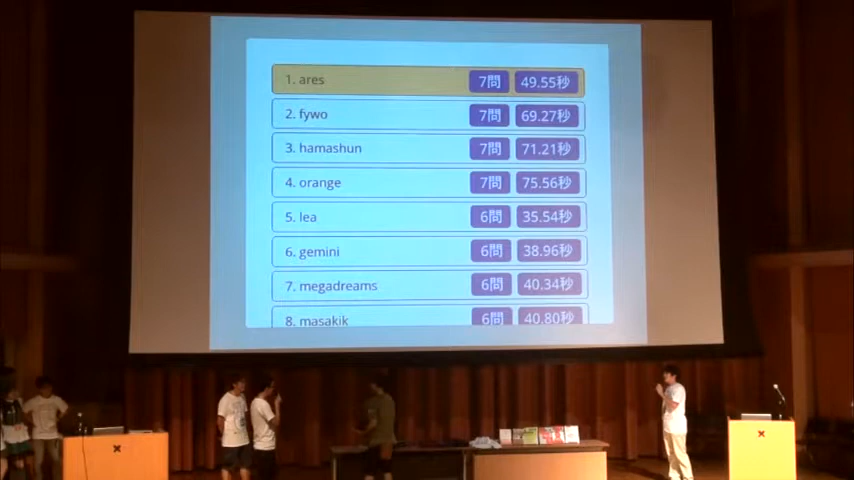 1. ares 7問 49.55秒
2. fywo 7問 69.27秒
3. hamashun 7問 71.21秒
4. orange 7問 75.56秒
5. lea 6問 35.54秒
6. gemini 6問 38.96秒
7. megadreams 6問 40.34秒
8. masakik 6問 40.80秒